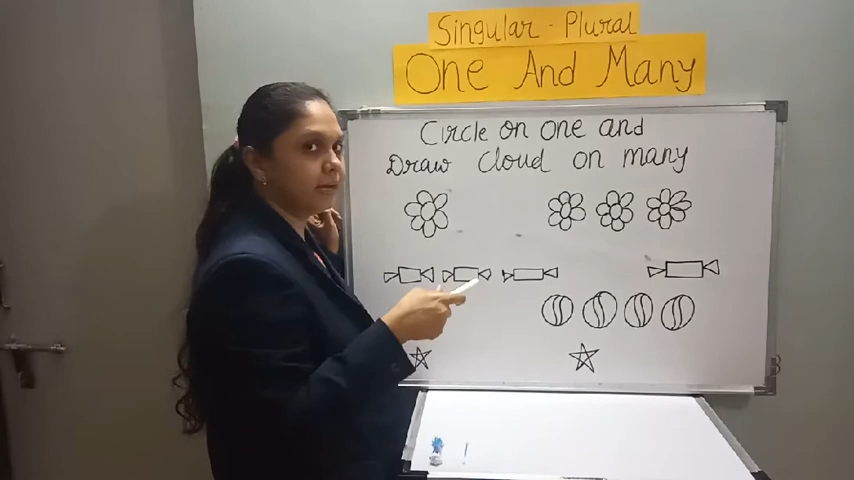 Singular - Plural
One And Many
Circle on one and
Draw cloud on many